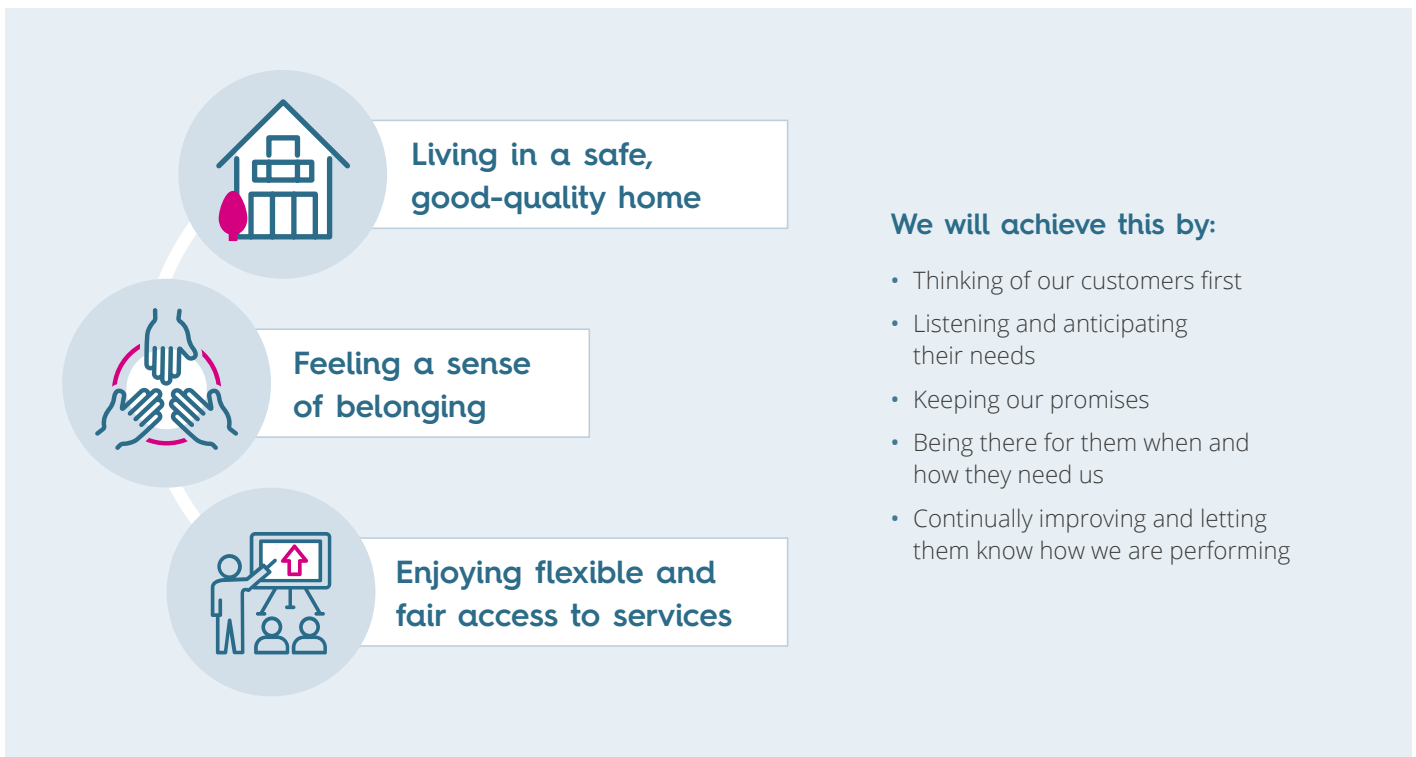 Living in a safe,
good-quality home
Feeling a sense
of belonging
Enjoying flexible and
fair access to services
We will achieve this by:
• Thinking of our customers first
• Listening and anticipating
their needs
• Keeping our promises
• Being there for them when and
how they need us
• Continually improving and letting
them know how we are performing